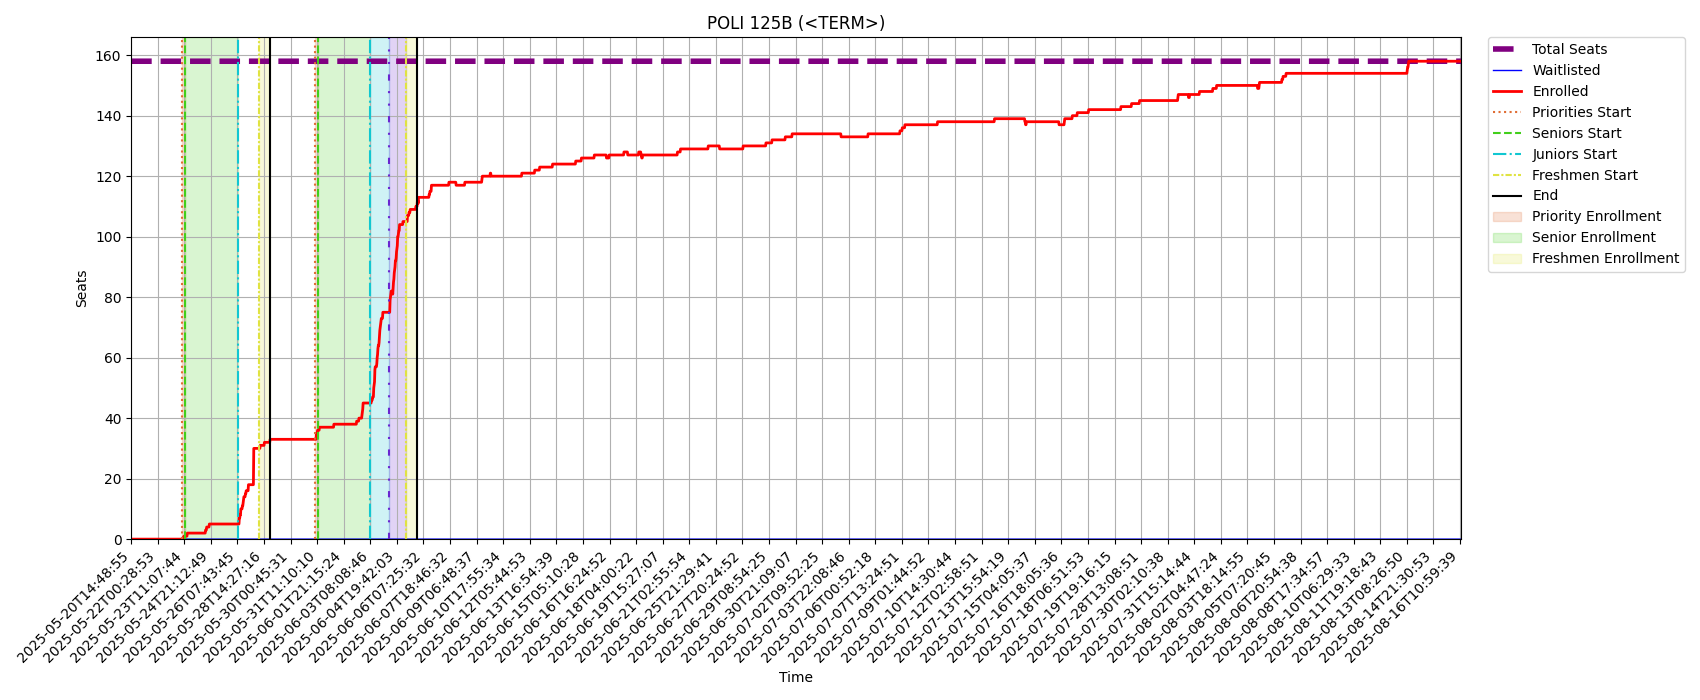 POLI 125B (<TERM>)
Seats
160
140
120
100
80
60
40
20
0
2025-05-20T14:48:55
2025-05-22T00:28:53
2025-05-23T11:07:44
2025-05-24T21:12:49
2025-05-26T07:43:45
2025-05-28T14:27:16
2025-05-30T00:45:31
2025-05-31T11:10:10
2025-06-01T21:15:24
2025-06-03T08:08:46
2025-06-04T19:42:03
2025-06-06T07:25:32
2025-06-07T18:46:32
2025-06-09T06:48:37
2025-06-10T17:55:34
2025-06-12T05:44:53
2025-06-13T16:54:39
2025-06-15T05:10:28
2025-06-16T16:24:52
2025-06-18T04:00:22
2025-06-19T15:27:07
2025-06-21T02:55:54
2025-06-25T21:29:41
2025-06-27T20:24:52
2025-06-29T08:54:25
2025-06-30T21:09:07
2025-07-02T09:52:25
2025-07-03T22:08:46
2025-07-06T00:52:18
2025-07-07T13:24:51
2025-07-09T01:44:52
2025-07-10T14:30:44
2025-07-12T02:58:51
2025-07-13T15:54:19
2025-07-15T04:05:37
2025-07-16T18:05:36
2025-07-18T06:51:53
2025-07-19T19:16:15
2025-07-28T13:08:51
2025-07-30T02:10:38
2025-07-31T15:14:44
2025-08-02T04:47:24
2025-08-03T18:14:55
2025-08-05T07:20:45
2025-08-06T20:54:38
2025-08-08T17:34:57
2025-08-10T06:29:33
2025-08-11T19:18:43
2025-08-13T08:26:50
2025-08-14T21:30:53
2025-08-16T10:59:39
Time
Total Seats
Waitlisted
Enrolled
Priorities Start
Seniors Start
Juniors Start
Freshmen Start
End
Priority Enrollment
Senior Enrollment
Freshmen Enrollment